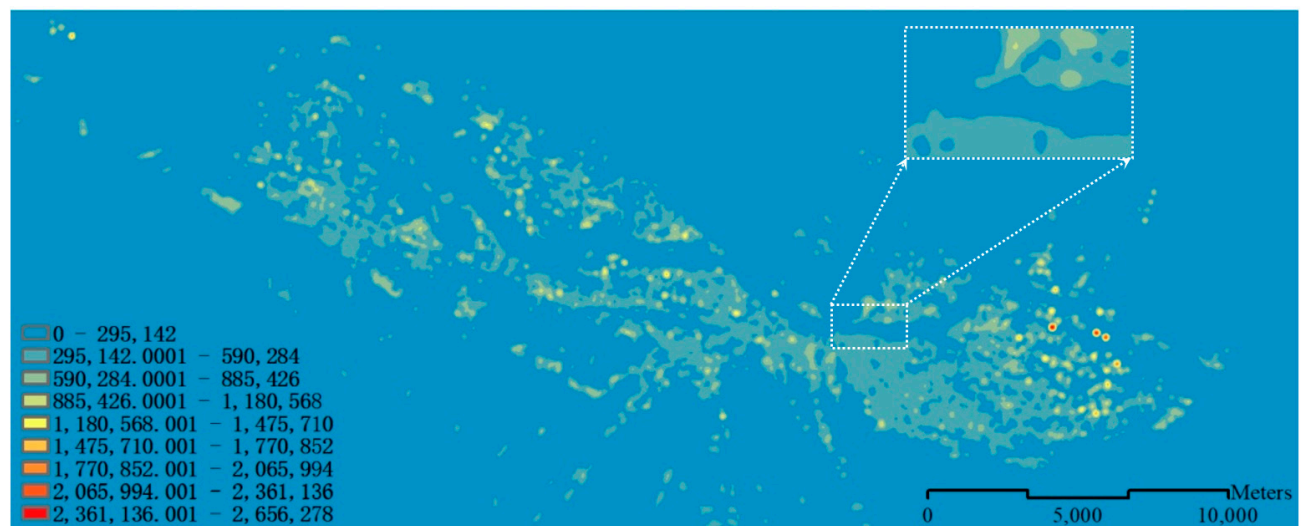 0 - 295,142
295,142.0001 - 590,284
590,284.0001 - 885,426
885,426.0001 - 1,180,568
1,180,568.001 - 1,475,710
1,475,710.001 - 1,770,852
1,770,852.001 - 2,065,994
2,065,994.001 - 2,361,136
2,361,136.001 - 2,656,278
Meters
0 5,000 10,000